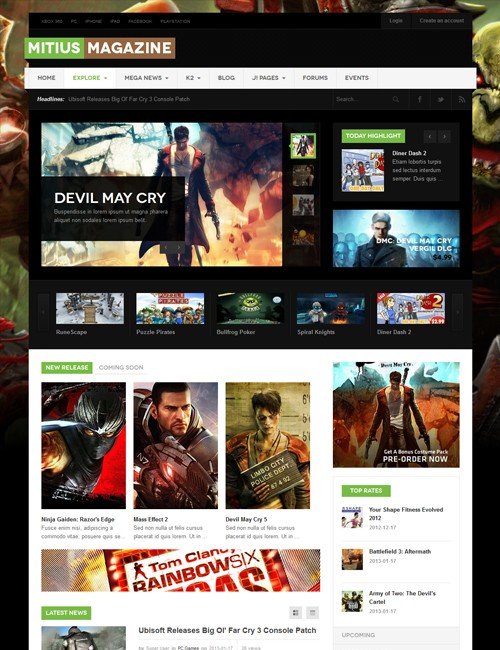 XBOX 360 PC IPHONE IPAD FACEBOOK PLAYSTATION
Login Create an account
MITIUS MAGAZINE
HOME EXPLORE MEGA NEWS K2 BLOG J! PAGES FORUMS EVENTS
Headlines: Ubisoft Releases Big Ol' Far Cry 3 Console Patch
Search...
DEVIL MAY CRY
Suspendisse in lorem ipsum ut magna pharera
aliquet non sodales lorem ipsum belit.
TODAY HIGHLIGHT
Diner Dash 2
Etiam lobortis turpis
sed lectus interdum
semper. Duis quis ...
DMC: DEVIL MAY CRY
VERGIL DLC
$4.99
RuneScape
Puzzle Pirates
Bullfrog Poker
Spiral Knights
Diner Dash 2
NEW RELEASE COMING SOON
LIMBO CITY
POLICE DEPT.
Ninja Gaiden: Razor's Edge
Fusce enim nisi, adipiscing a
commodo vitae, posuere quis se...
Mass Effect 2
Sed non nulla ut felis cursus
placerat id quis lorem. Ut in ...
Devil May Cry 5
Sed non nulla ut felis cursus
placerat id quis lorem. Ut in ...
Devil May Cry
Get A Bonus Costume Pack
PRE-ORDER NOW
TOP RATES
Your Shape Fitness Evolved
2012
2012-12-17
Battlefield 3: Aftermath
2013-01-17
Army of Two: The Devil's
Cartel
2013-01-17
UPCOMING
Tom Clancy
RAINBOWSIX
LATEST NEWS
Ubisoft Releases Big Ol' Far Cry 3 Console Patch
by Super User in PC Games on 2013-01-17 28 views